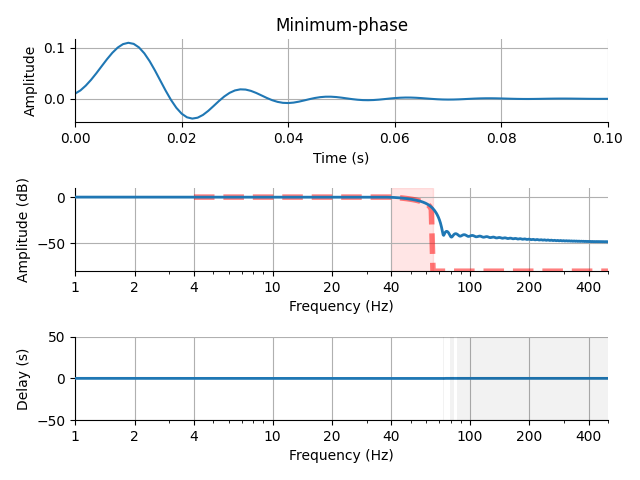 Minimum-phase
Amplitude
0.1
0.0
0.00 0.02 0.04 0.06 0.08 0.10
Time (s)
Amplitude (dB)
0
−50
1 2 4 10 20 40 100 200 400
Frequency (Hz)
Delay (s)
50
0
−50
1 2 4 10 20 40 100 200 400
Frequency (Hz)